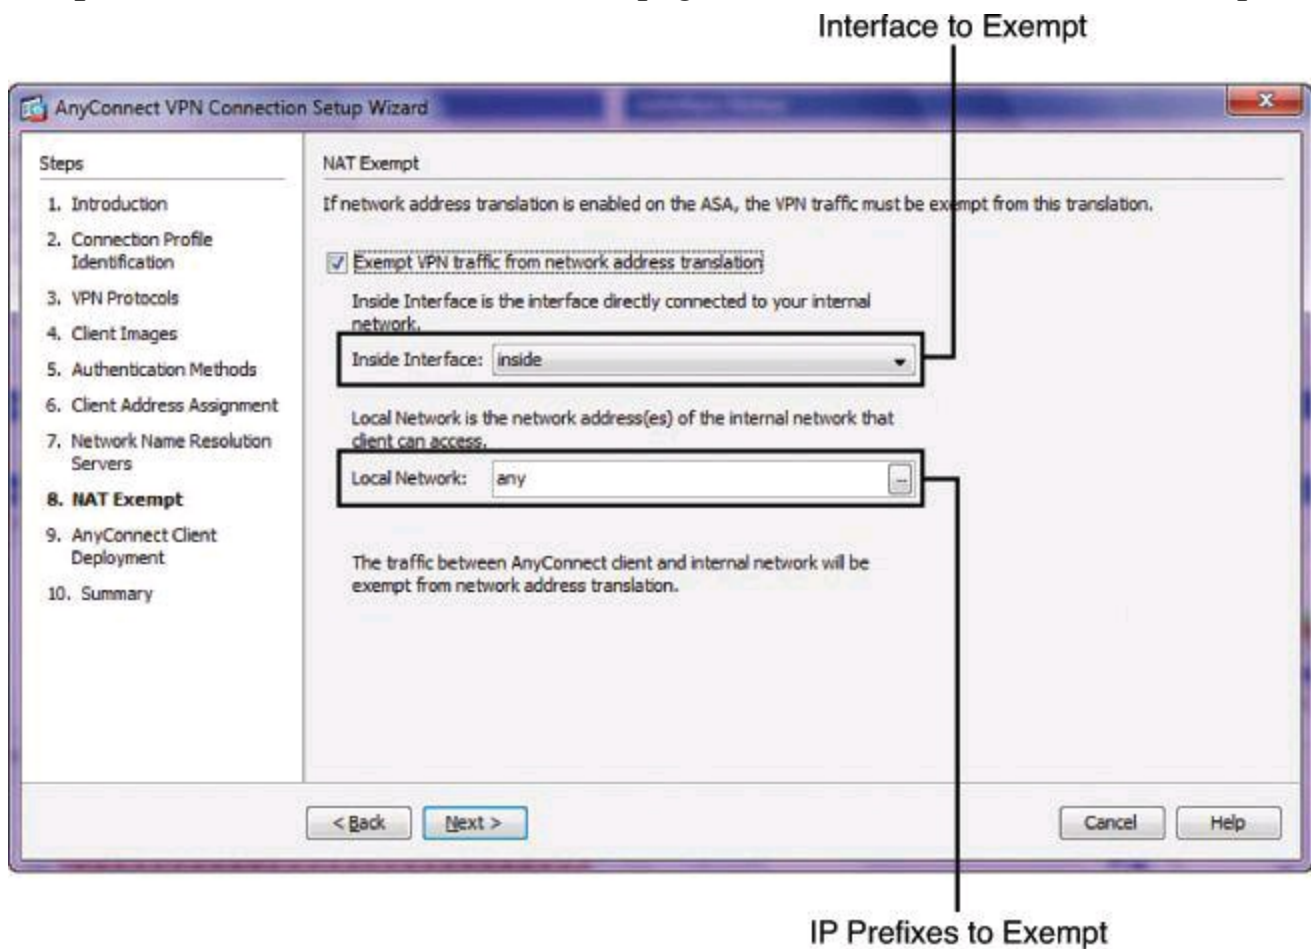 Interface to Exempt
AnyConnect VPN Connection Setup Wizard
Steps
1. Introduction
2. Connection Profile
Identification
3. VPN Protocols
4. Client Images
5. Authentication Methods
6. Client Address Assignment
7. Network Name Resolution
Servers
8. NAT Exempt
9. AnyConnect Client
Deployment
10. Summary
NAT Exempt
If network address translation is enabled on the ASA, the VPN traffic must be exempt from this translation.
Exempt VPN traffic from network address translation
Inside Interface is the interface directly connected to your internal
network.
Inside Interface: inside
Local Network is the network address(es) of the internal network that
client can access.
Local Network: any ...
The traffic between AnyConnect client and internal network will be
exempt from network address translation.
< Back Next > Cancel Help
IP Prefixes to Exempt